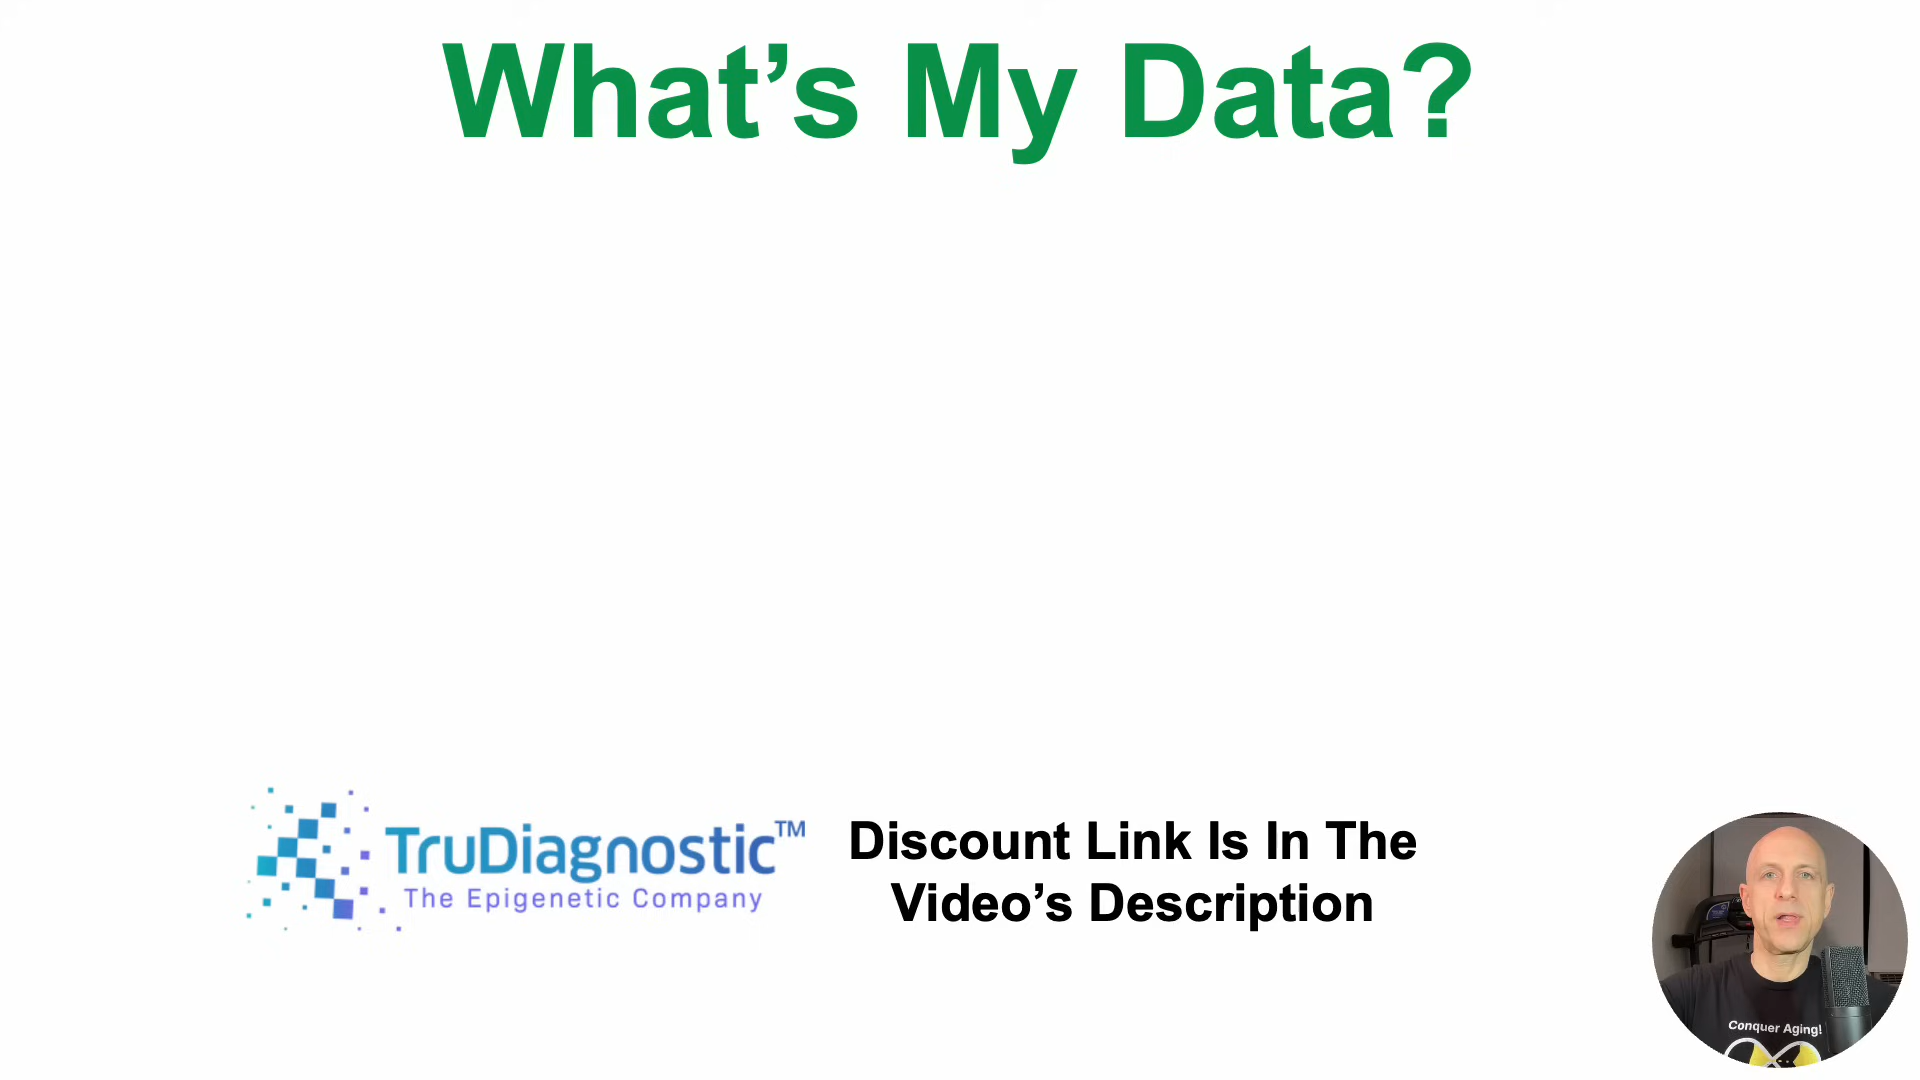 What’s My Data?
TruDiagnostic™
The Epigenetic Company
Discount Link Is In The
Video’s Description
Conquer Aging!